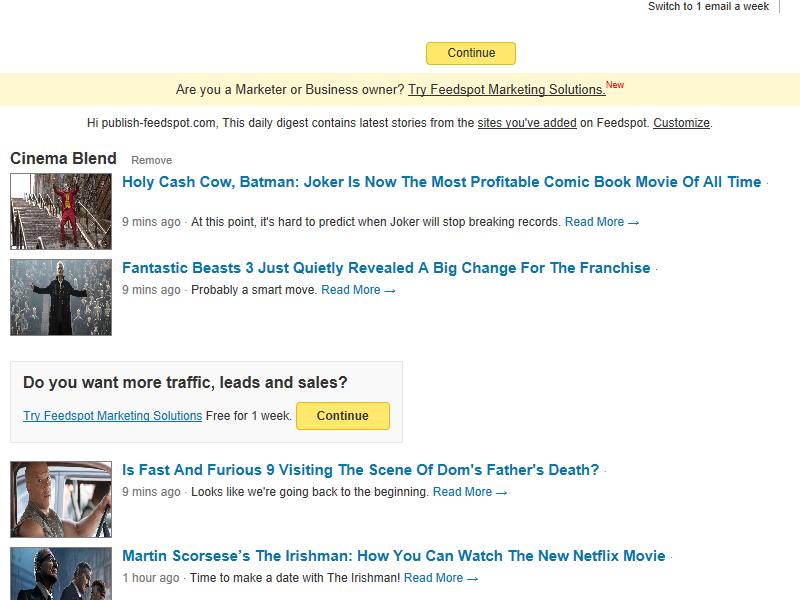 Switch to 1 email a week
Continue
Are you a Marketer or Business owner? Try Feedspot Marketing Solutions.New
Hi publish-feedspot.com, This daily digest contains latest stories from the sites you've added on Feedspot. Customize.
Cinema Blend Remove
Holy Cash Cow, Batman: Joker Is Now The Most Profitable Comic Book Movie Of All Time ·
9 mins ago · At this point, it's hard to predict when Joker will stop breaking records. Read More →
Fantastic Beasts 3 Just Quietly Revealed A Big Change For The Franchise ·
9 mins ago · Probably a smart move. Read More →
Do you want more traffic, leads and sales?
Try Feedspot Marketing Solutions Free for 1 week. Continue
Is Fast And Furious 9 Visiting The Scene Of Dom's Father's Death? ·
9 mins ago · Looks like we're going back to the beginning. Read More →
Martin Scorsese’s The Irishman: How You Can Watch The New Netflix Movie ·
1 hour ago · Time to make a date with The Irishman! Read More →